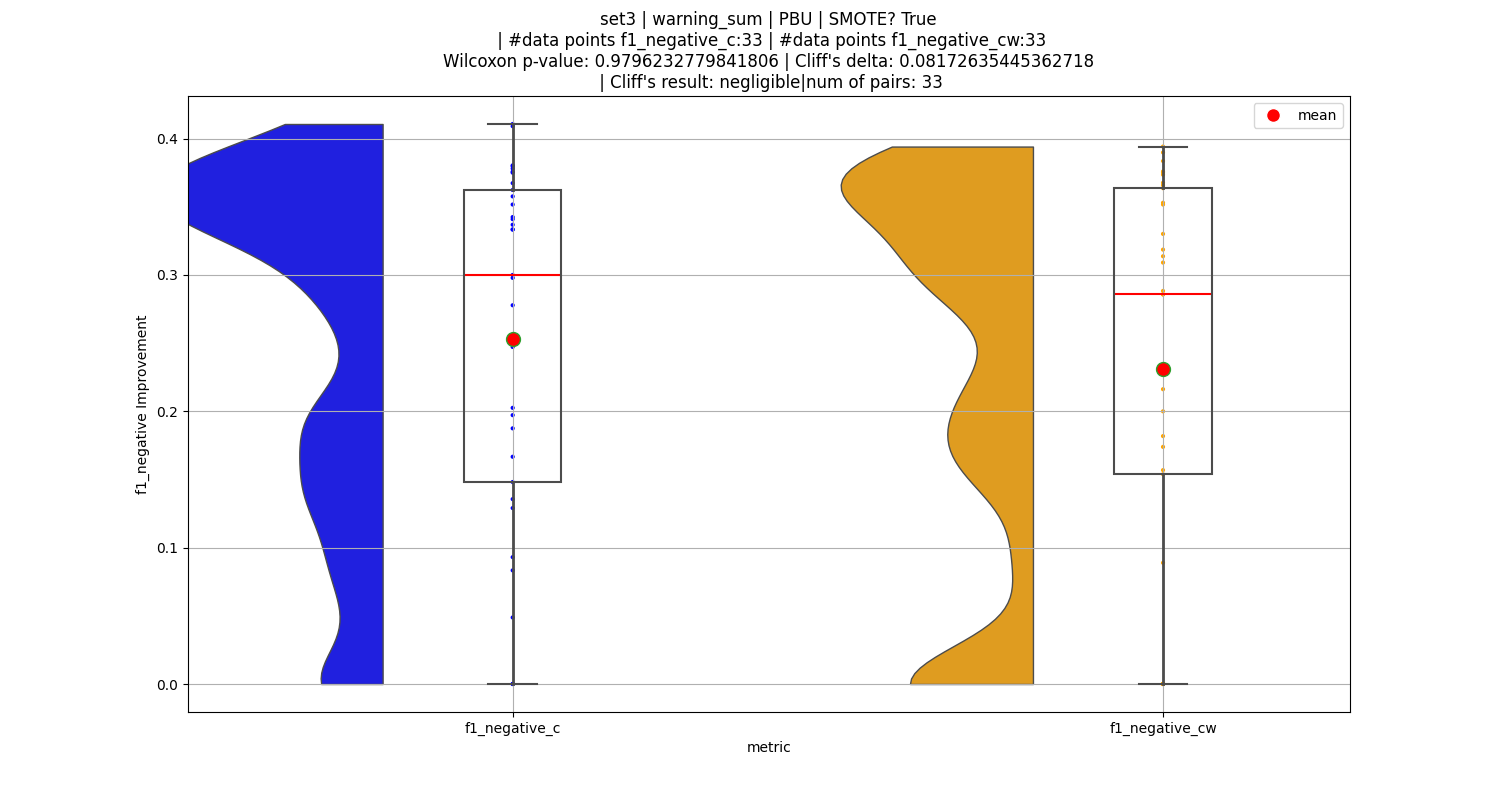 set3 | warning_sum | PBU | SMOTE? True
| #data points f1_negative_c:33 | #data points f1_negative_cw:33
Wilcoxon p-value: 0.9796232779841806 | Cliff's delta: 0.08172635445362718
| Cliff's result: negligible|num of pairs: 33
mean
0.4
0.3
0.2
0.1
0.0
f1_negative Improvement
f1_negative_c
f1_negative_cw
metric